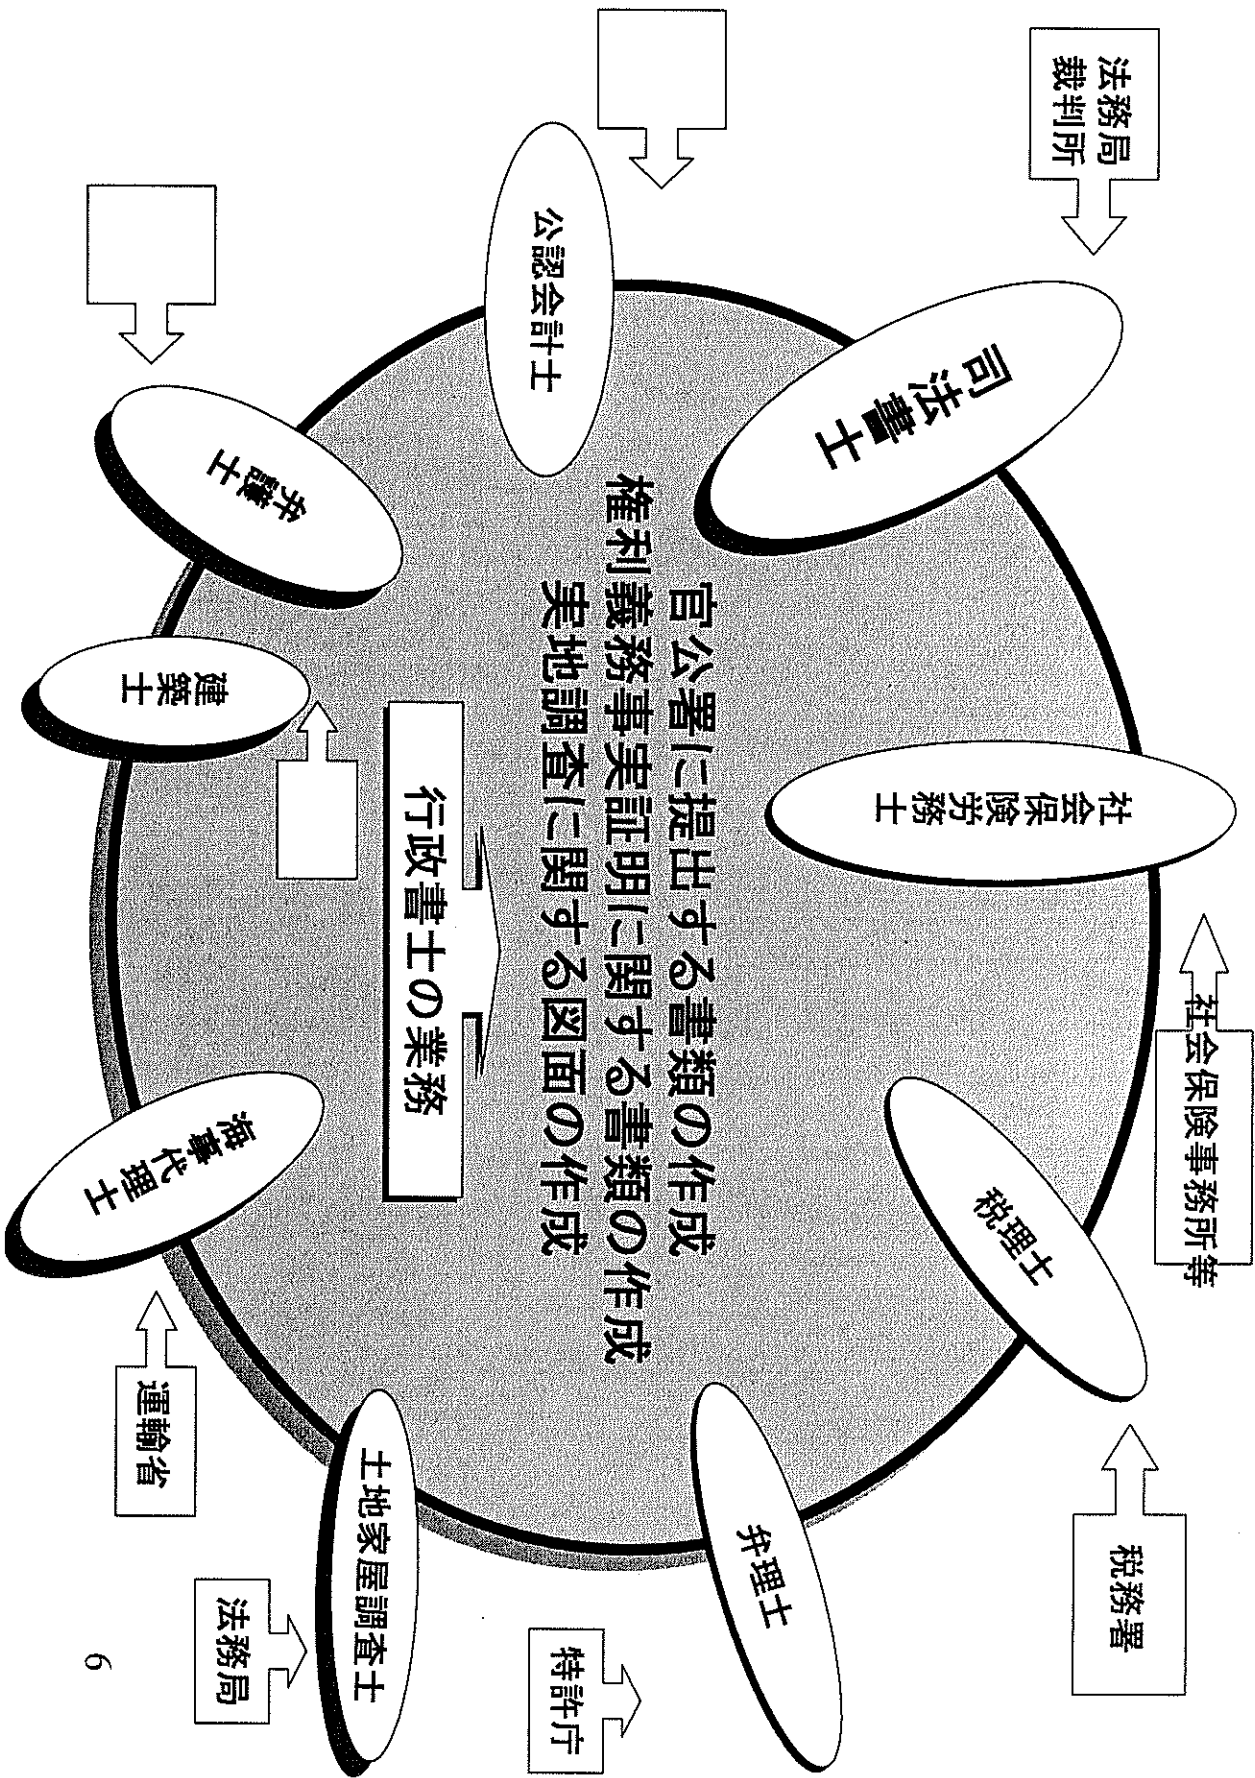 法務局
裁判所
社会保険事務所等
税務署
司法書士
社会保険労務士
税理士
弁理士
特許庁
公認会計士
官公署に提出する書類の作成
権利義務事実証明に関する書類の作成
実地調査に関する図面の作成
行政書士の業務
弁護士
建築士
海事代理士
土地家屋調査士
運輸省
法務局
6